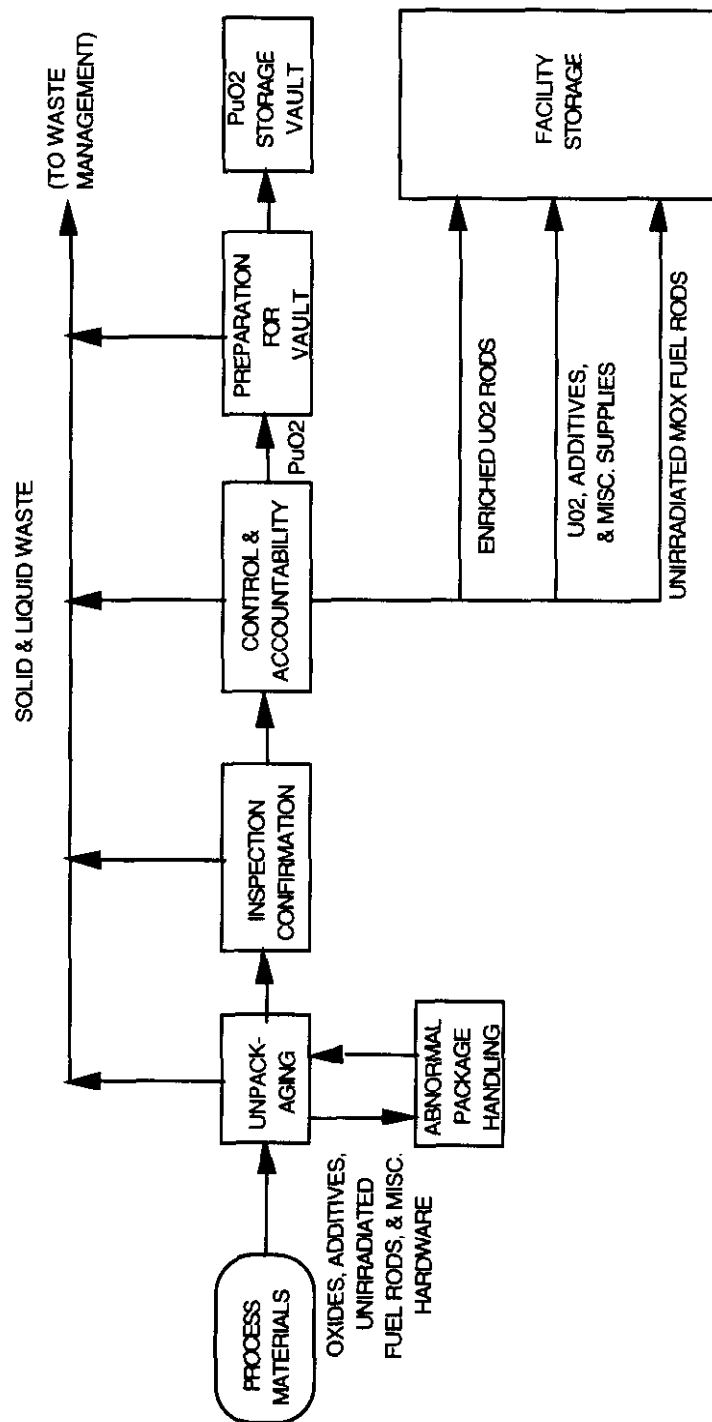 SOLID & LIQUID WASTE
(TO WASTE
MANAGEMENT)
PROCESS
MATERIALS
UNPACK-
AGING
INSPECTION
CONFIRMATION
CONTROL &
ACCOUNTABILITY
PuO2
PREPARATION
FOR
VAULT
PuO2
STORAGE
VAULT
OXIDES, ADDITIVES,
UNIRRADIATED
FUEL RODS, & MISC.
HARDWARE
ABNORMAL
PACKAGE
HANDLING
ENRICHED UO2 RODS
U02, ADDITIVES,
& MISC. SUPPLIES
UNIRRADIATED MOX FUEL RODS
FACILITY
STORAGE